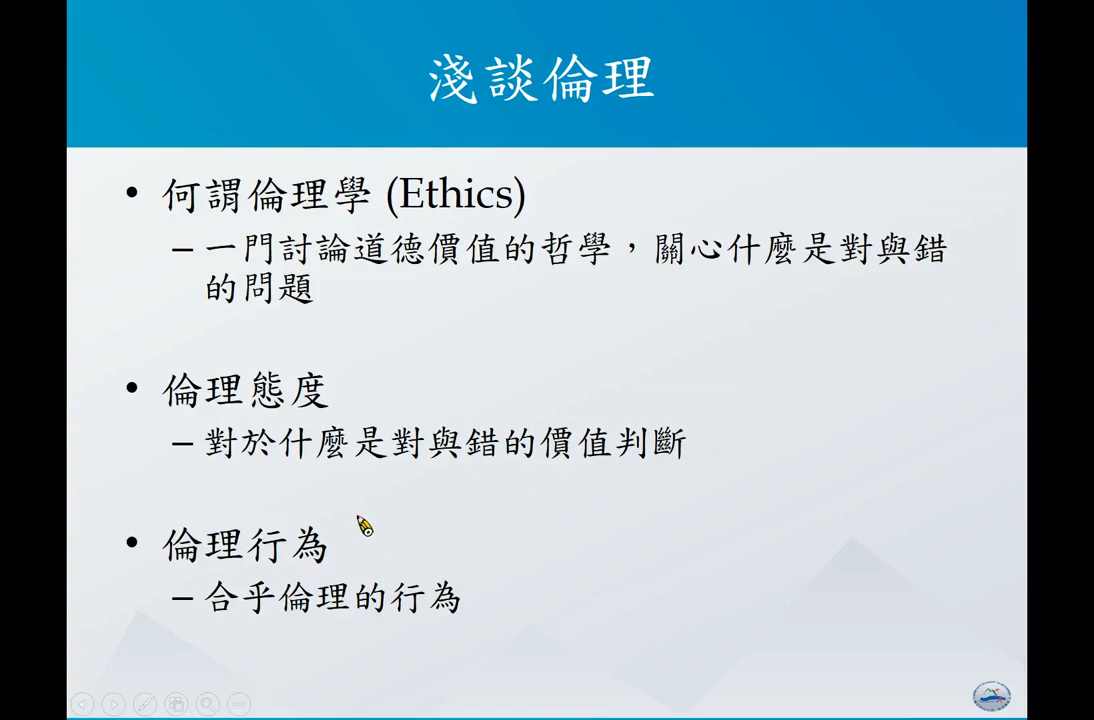 淺談倫理
• 何謂倫理學 (Ethics)
– 一門討論道德價值的哲學，關心什麼是對與錯
的問題
• 倫理態度
– 對於什麼是對與錯的價值判斷
• 倫理行為
– 合乎倫理的行為